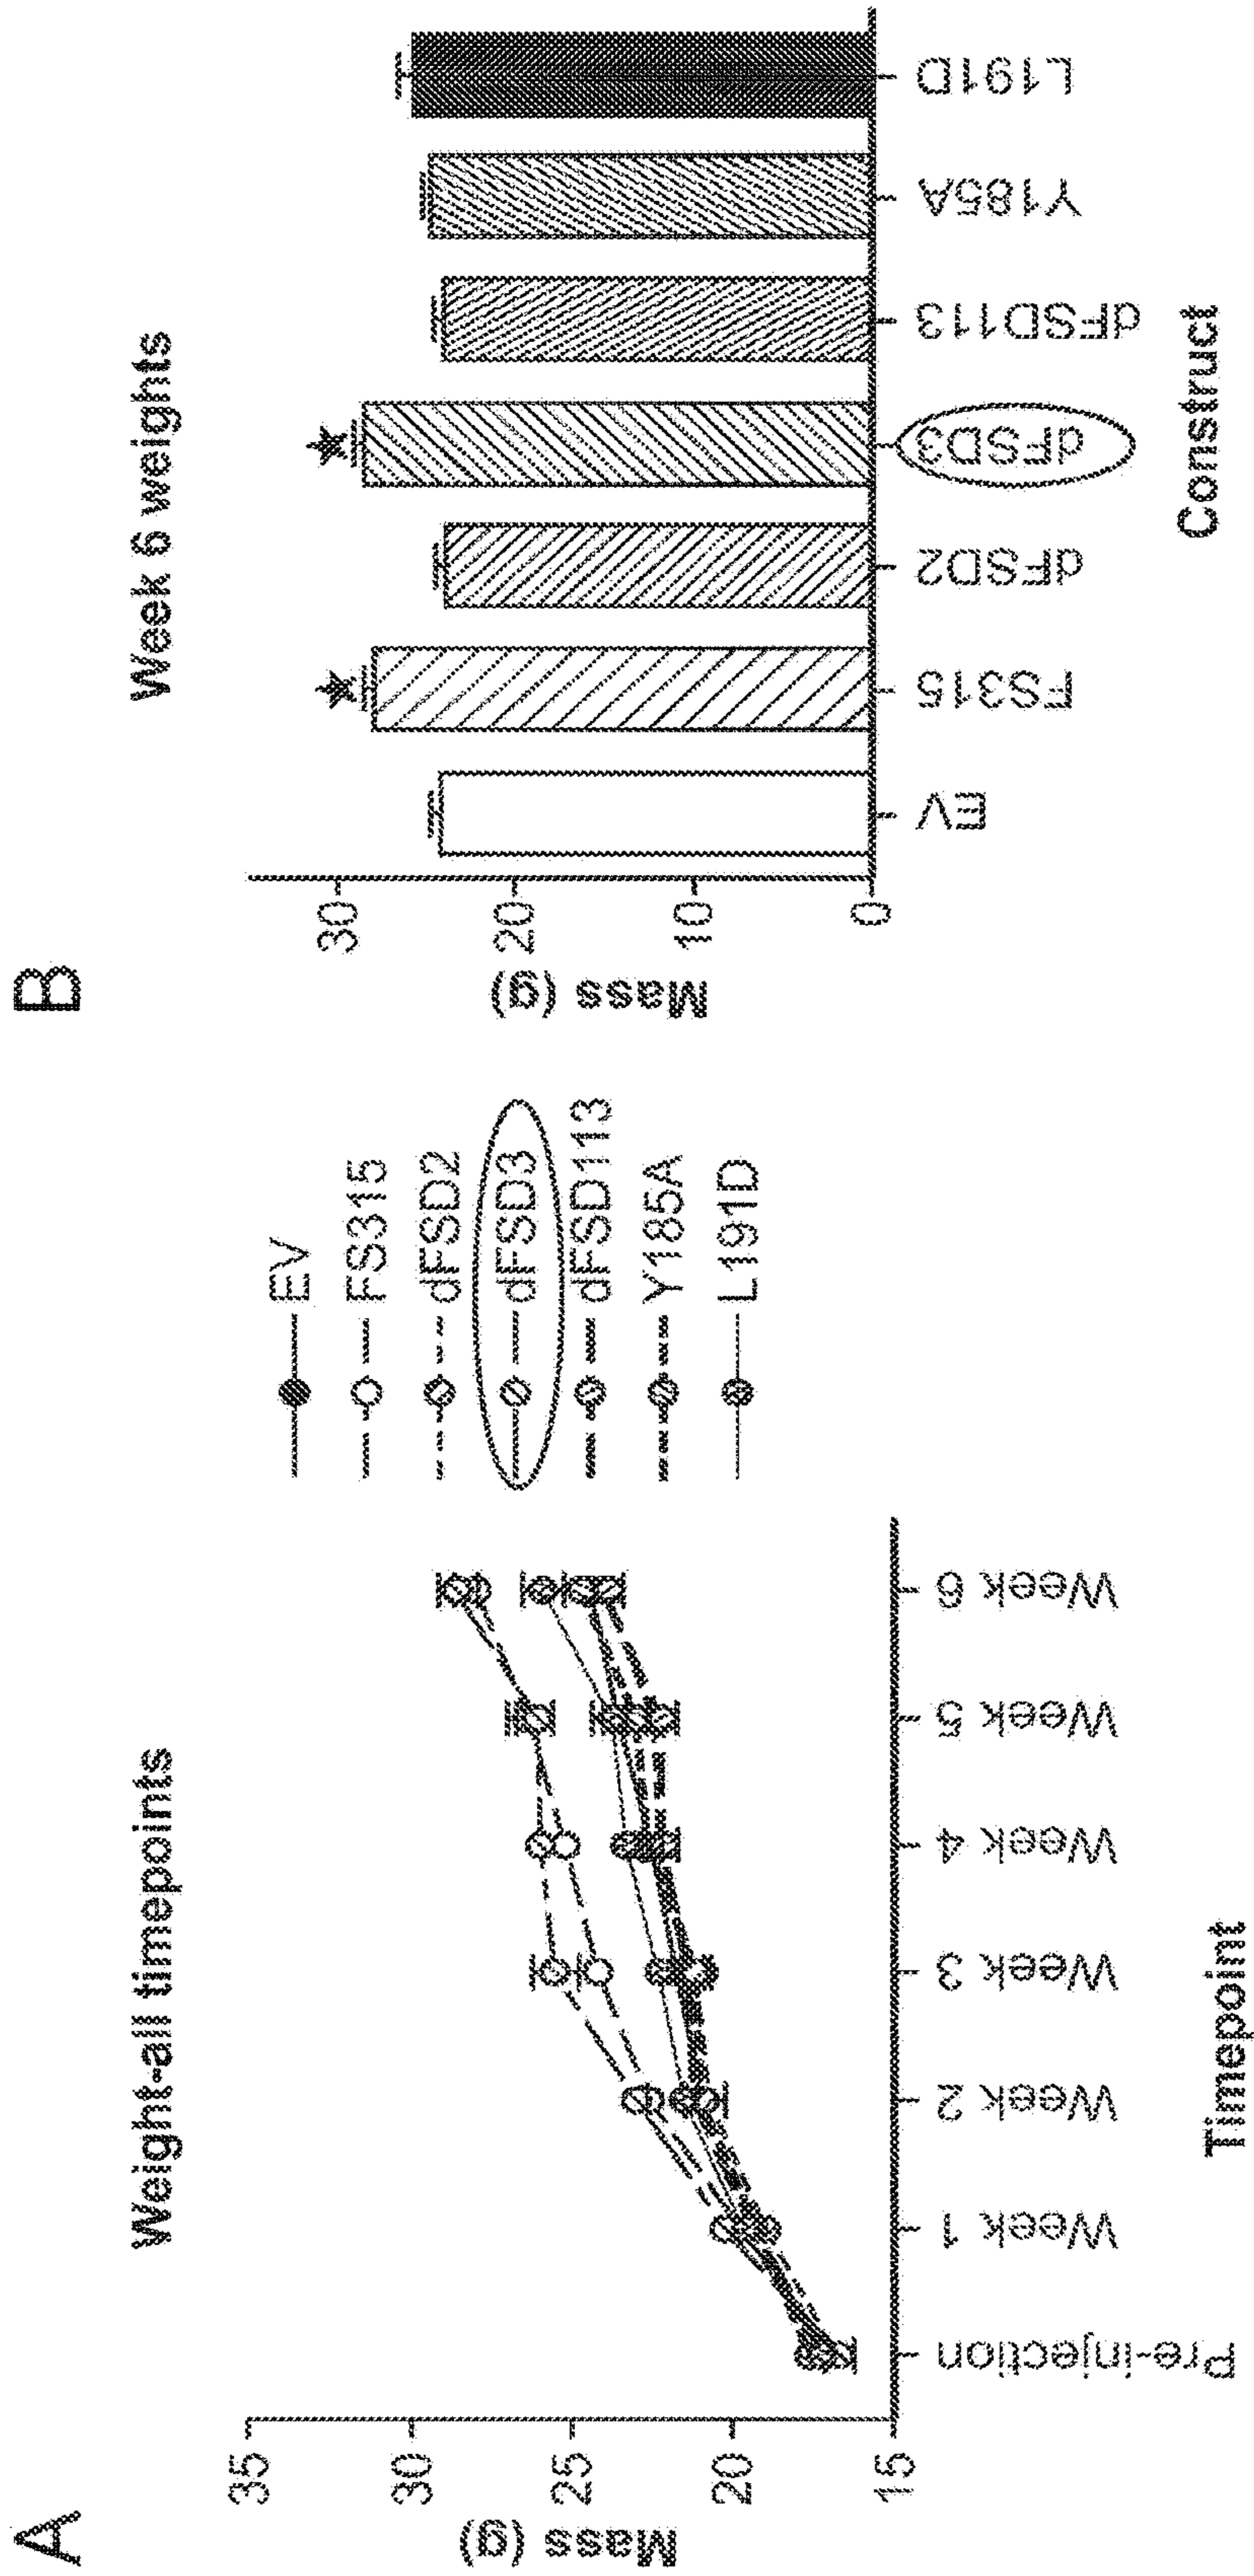 A
Weight-all timepoints
Mass (g)
35
30
25
20
15
Pre-injection
Week 1
Week 2
Week 3
Week 4
Week 5
Week 6
Timepoint
EV
FS315
dFSD2
dFSD3
dFSD113
Y185A
L191D
B
Week 6 weights
Mass (g)
30
20
10
0
EV
FS315
dFSD2
dFSD3
dFSD113
Y185A
L191D
Construct